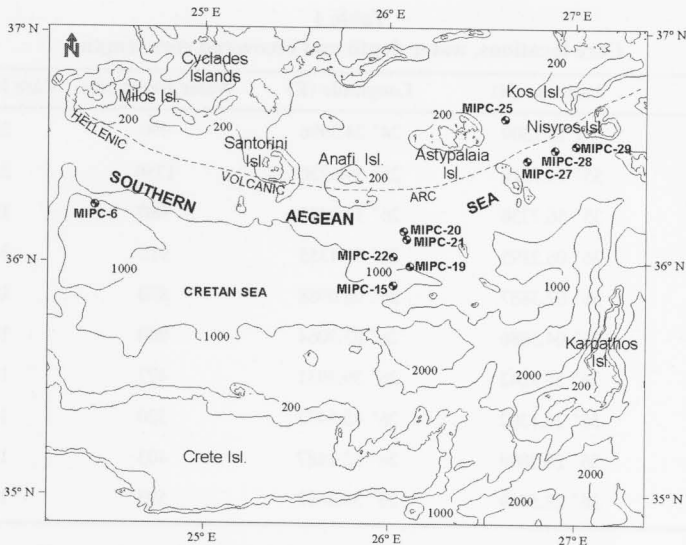 25° E
26° E
27° E
37° N
37° N
N
Cyclades
Islands
Kos Isl.
200
200
MIPC-25
Milos Isl.
200
Nisyros Isl.
MIPC-29
HELLENIC
Santorini
Isl.
Anafi Isl.
Astypalaia
Isl.
MIPC-28
MIPC-27
VOLCANIC
200
ARC
SOUTHERN
AEGEAN
SEA
MIPC-6
MIPC-20
MIPC-21
MIPC-22
MIPC-19
36° N
36° N
1000
1000
1000
CRETAN SEA
MIPC-15
1000
1000
Karpathos
Isl.
2000
2000
200
200
Crete Isl.
2000
35° N
35° N
1000
2000
25° E
26° E
27° E